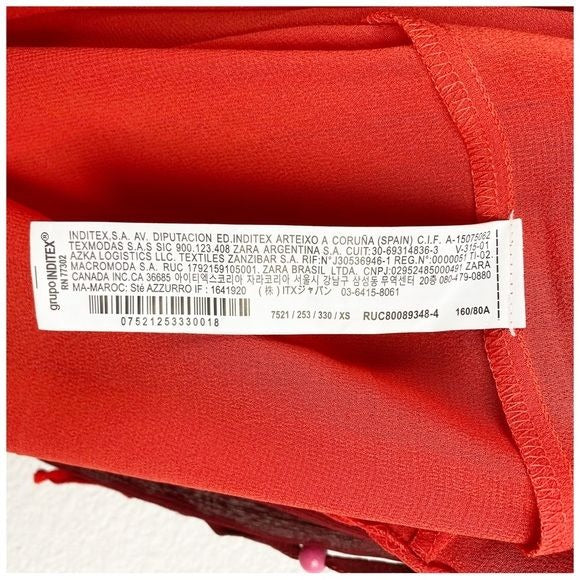 grupo INDITEX®
RN 77302
INDITEX,S.A. AV. DIPUTACION ED.INDITEX ARTEIXO A CORUÑA (SPAIN) C.I.F. A-15075062
TEXMODAS S.A.S SIC 900.123.408 ZARA ARGENTINA S.A. CUIT:30-69314836-3 V-315-01
AZKA LOGISTICS LLC. TEXTILES ZANZIBAR S.A. RIF:N°J30536946-1 REG.N°0000051 TI-02
MACROMODA S.A. RUC 1792159105001. ZARA BRASIL LTDA. CNPJ:02952485000491 ZARA
CANADA INC.CA 36685 아이티엑스코리아 자라코리아 서울시 강남구 삼성동 무역센터 20층 080-479-0880
MA-MAROC: Sté AZZURRO IF : 1641920 (株)ITXジャパン 03-6415-8061
07521253330018
7521 / 253 / 330 / XS RUC80089348-4 160/80A